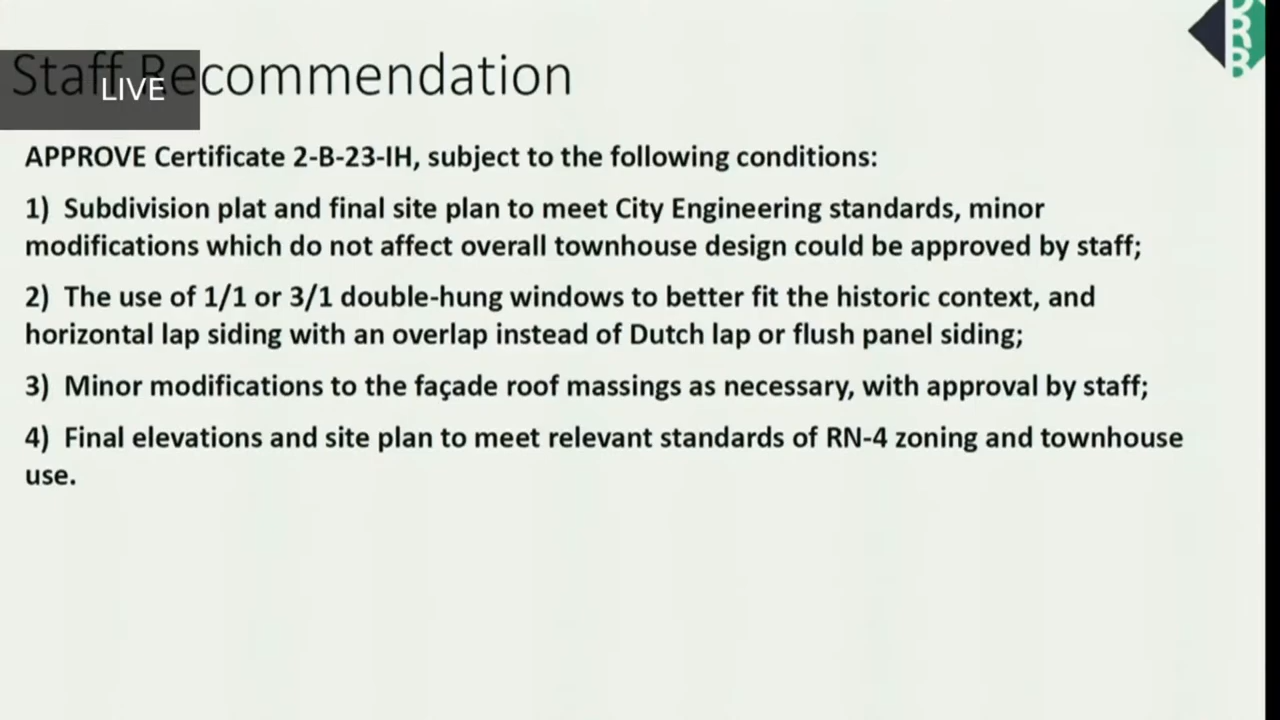 Staff Recommendation
LIVE
APPROVE Certificate 2-B-23-IH, subject to the following conditions:
1) Subdivision plat and final site plan to meet City Engineering standards, minor
modifications which do not affect overall townhouse design could be approved by staff;
2) The use of 1/1 or 3/1 double-hung windows to better fit the historic context, and
horizontal lap siding with an overlap instead of Dutch lap or flush panel siding;
3) Minor modifications to the façade roof massings as necessary, with approval by staff;
4) Final elevations and site plan to meet relevant standards of RN-4 zoning and townhouse
use.